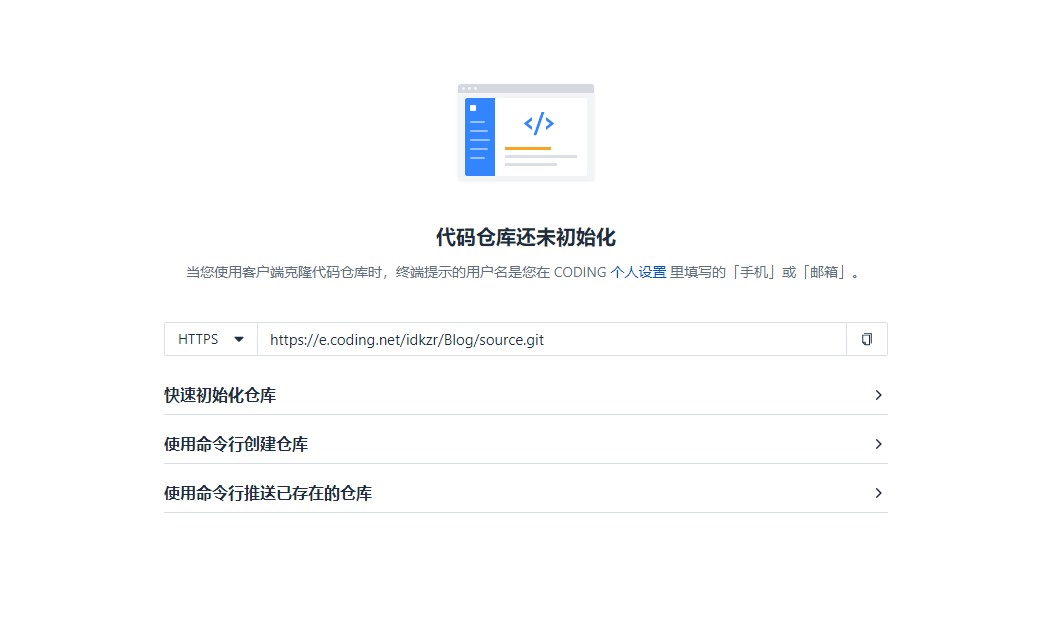 代码仓库还未初始化
当您使用客户端克隆代码仓库时，终端提示的用户名是您在 CODING 个人设置 里填写的「手机」或「邮箱」。
HTTPS https://e.coding.net/idkzr/Blog/source.git
快速初始化仓库
使用命令行创建仓库
使用命令行推送已存在的仓库